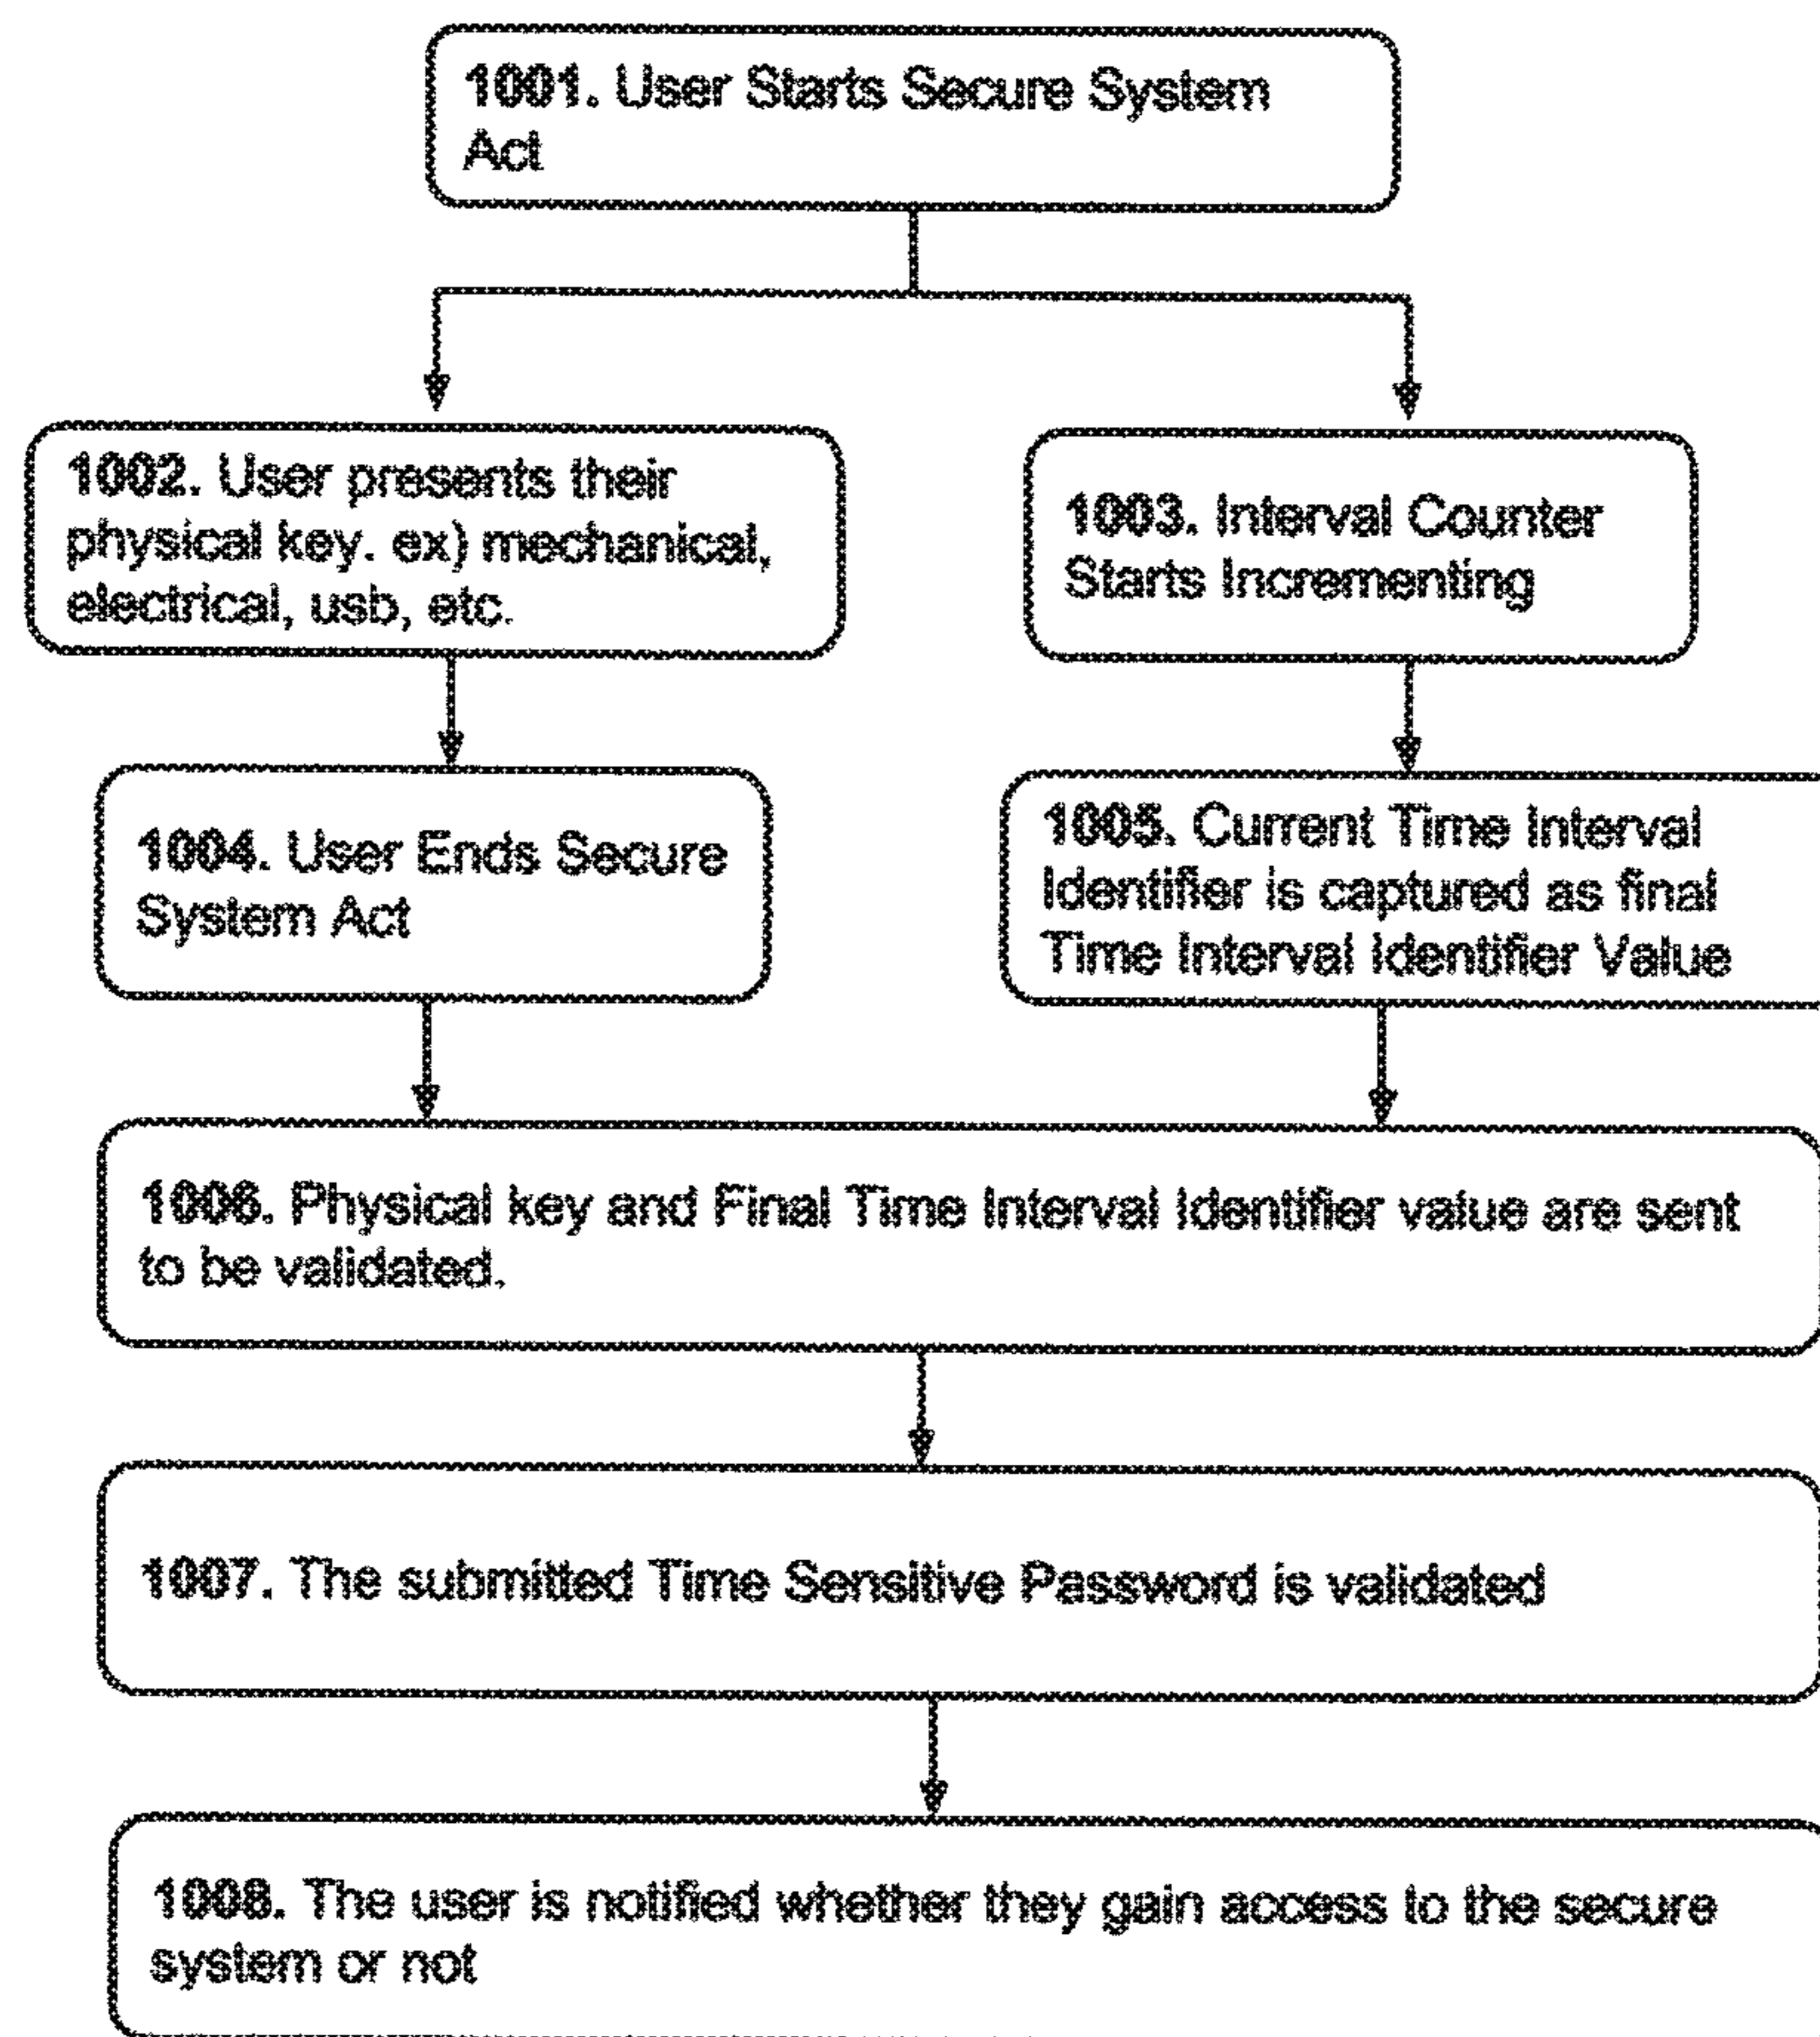 1001. User Starts Secure System
Act
1002. User presents their
physical key. ex) mechanical,
electrical, usb, etc.
1003. Interval Counter
Starts Incrementing
1004. User Ends Secure
System Act
1005. Current Time Interval
Identifier is captured as final
Time Interval Identifier Value
1006. Physical key and Final Time Interval Identifier value are sent
to be validated.
1007. The submitted Time Sensitive Password is validated
1008. The user is notified whether they gain access to the secure
system or not